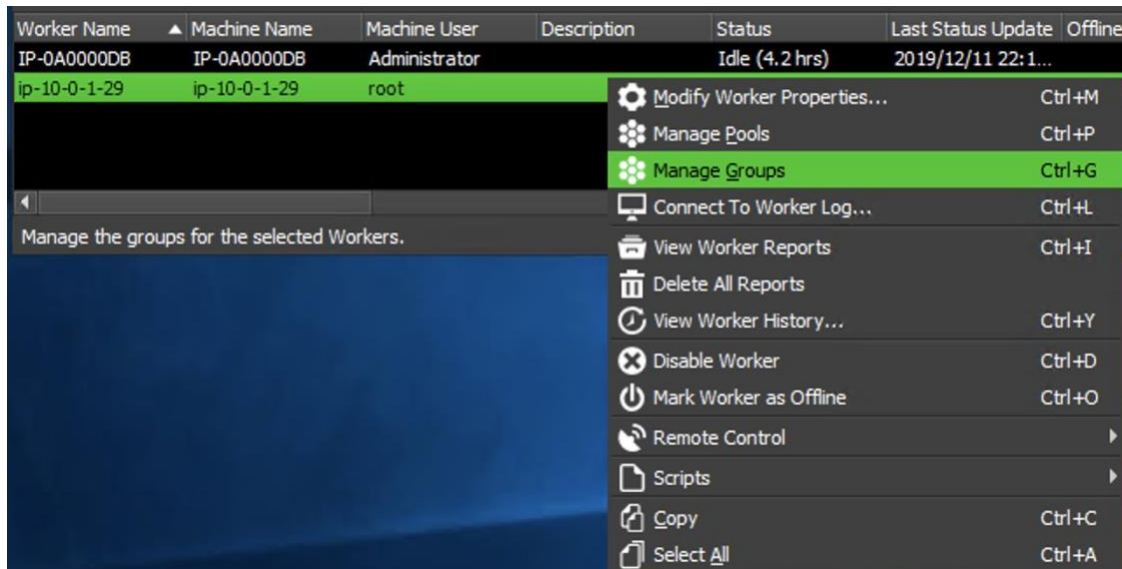 Worker Name Machine Name Machine User Description Status Last Status Update Offline
IP-0A0000DB IP-0A0000DB Administrator Idle (4.2 hrs) 2019/12/11 22:1...
ip-10-0-1-29 ip-10-0-1-29 root
Modify Worker Properties... Ctrl+M
Manage Pools Ctrl+P
Manage Groups Ctrl+G
Connect To Worker Log... Ctrl+L
Manage the groups for the selected Workers.
View Worker Reports Ctrl+I
Delete All Reports
View Worker History... Ctrl+Y
Disable Worker Ctrl+D
Mark Worker as Offline Ctrl+O
Remote Control
Scripts
Copy Ctrl+C
Select All Ctrl+A